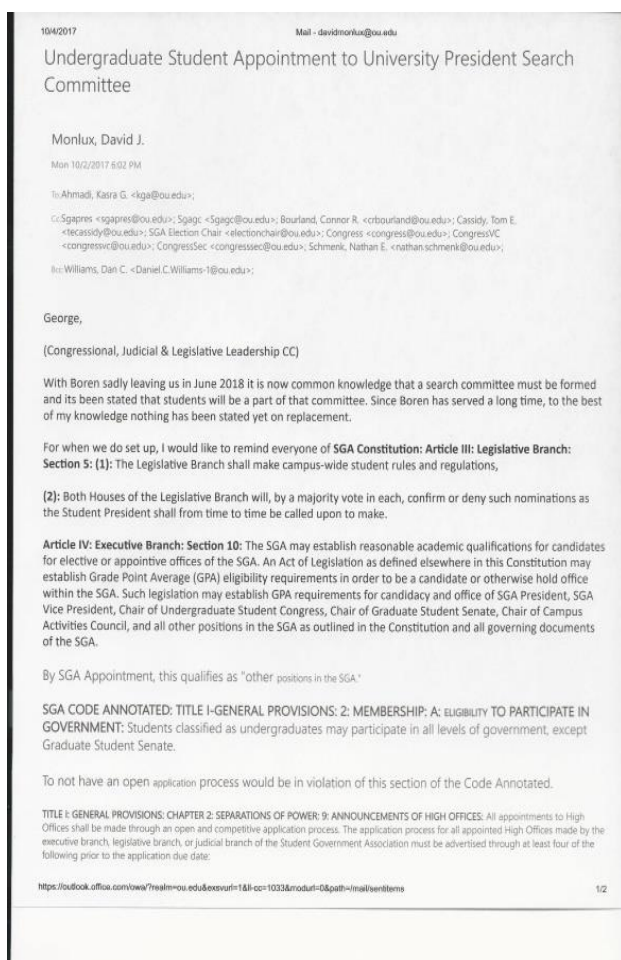 10/4/2017 Mail - davidmonlux@ou.edu
Undergraduate Student Appointment to University President Search
Committee
Monlux, David J.
Mon 10/2/2017 6:02 PM
To: Ahmadi, Kasra G. <kga@ou.edu>;
Cc: Sgapres <sgapres@ou.edu>; Sgagc <Sgagc@ou.edu>; Bourland, Connor R. <crbourland@ou.edu>; Cassidy, Tom E.
<tecassidy@ou.edu>; SGA Election Chair <electionchair@ou.edu>; Congress <congress@ou.edu>; CongressVC
<congressvc@ou.edu>; CongressSec <congresssec@ou.edu>; Schmenk, Nathan E. <nathan.schmenk@ou.edu>;
Bcc: Williams, Dan C. <Daniel.C.Williams-1@ou.edu>;
George,
(Congressional, Judicial & Legislative Leadership CC)
With Boren sadly leaving us in June 2018 it is now common knowledge that a search committee must be formed
and its been stated that students will be a part of that committee. Since Boren has served a long time, to the best
of my knowledge nothing has been stated yet on replacement.
For when we do set up, I would like to remind everyone of SGA Constitution: Article III: Legislative Branch:
Section 5: (1): The Legislative Branch shall make campus-wide student rules and regulations,
(2): Both Houses of the Legislative Branch will, by a majority vote in each, confirm or deny such nominations as
the Student President shall from time to time be called upon to make.
Article IV: Executive Branch: Section 10: The SGA may establish reasonable academic qualifications for candidates
for elective or appointive offices of the SGA. An Act of Legislation as defined elsewhere in this Constitution may
establish Grade Point Average (GPA) eligibility requirements in order to be a candidate or otherwise hold office
within the SGA. Such legislation may establish GPA requirements for candidacy and office of SGA President, SGA
Vice President, Chair of Undergraduate Student Congress, Chair of Graduate Student Senate, Chair of Campus
Activities Council, and all other positions in the SGA as outlined in the Constitution and all governing documents
of the SGA.
By SGA Appointment, this qualifies as "other positions in the SGA."
SGA CODE ANNOTATED: TITLE I-GENERAL PROVISIONS: 2: MEMBERSHIP: A: ELIGIBILITY TO PARTICIPATE IN
GOVERNMENT: Students classified as undergraduates may participate in all levels of government, except
Graduate Student Senate.
To not have an open application process would be in violation of this section of the Code Annotated.
TITLE I: GENERAL PROVISIONS: CHAPTER 2: SEPARATIONS OF POWER: 9: ANNOUNCEMENTS OF HIGH OFFICES: All appointments to High
Offices shall be made through an open and competitive application process. The application process for all appointed High Offices made by the
executive branch, legislative branch, or judicial branch of the Student Government Association must be advertised through at least four of the
following prior to the application due date:
https://outlook.office.com/owa/?realm=ou.edu&exsvurl=1&ll-cc=1033&modurl=0&path=/mail/sentitems 1/2